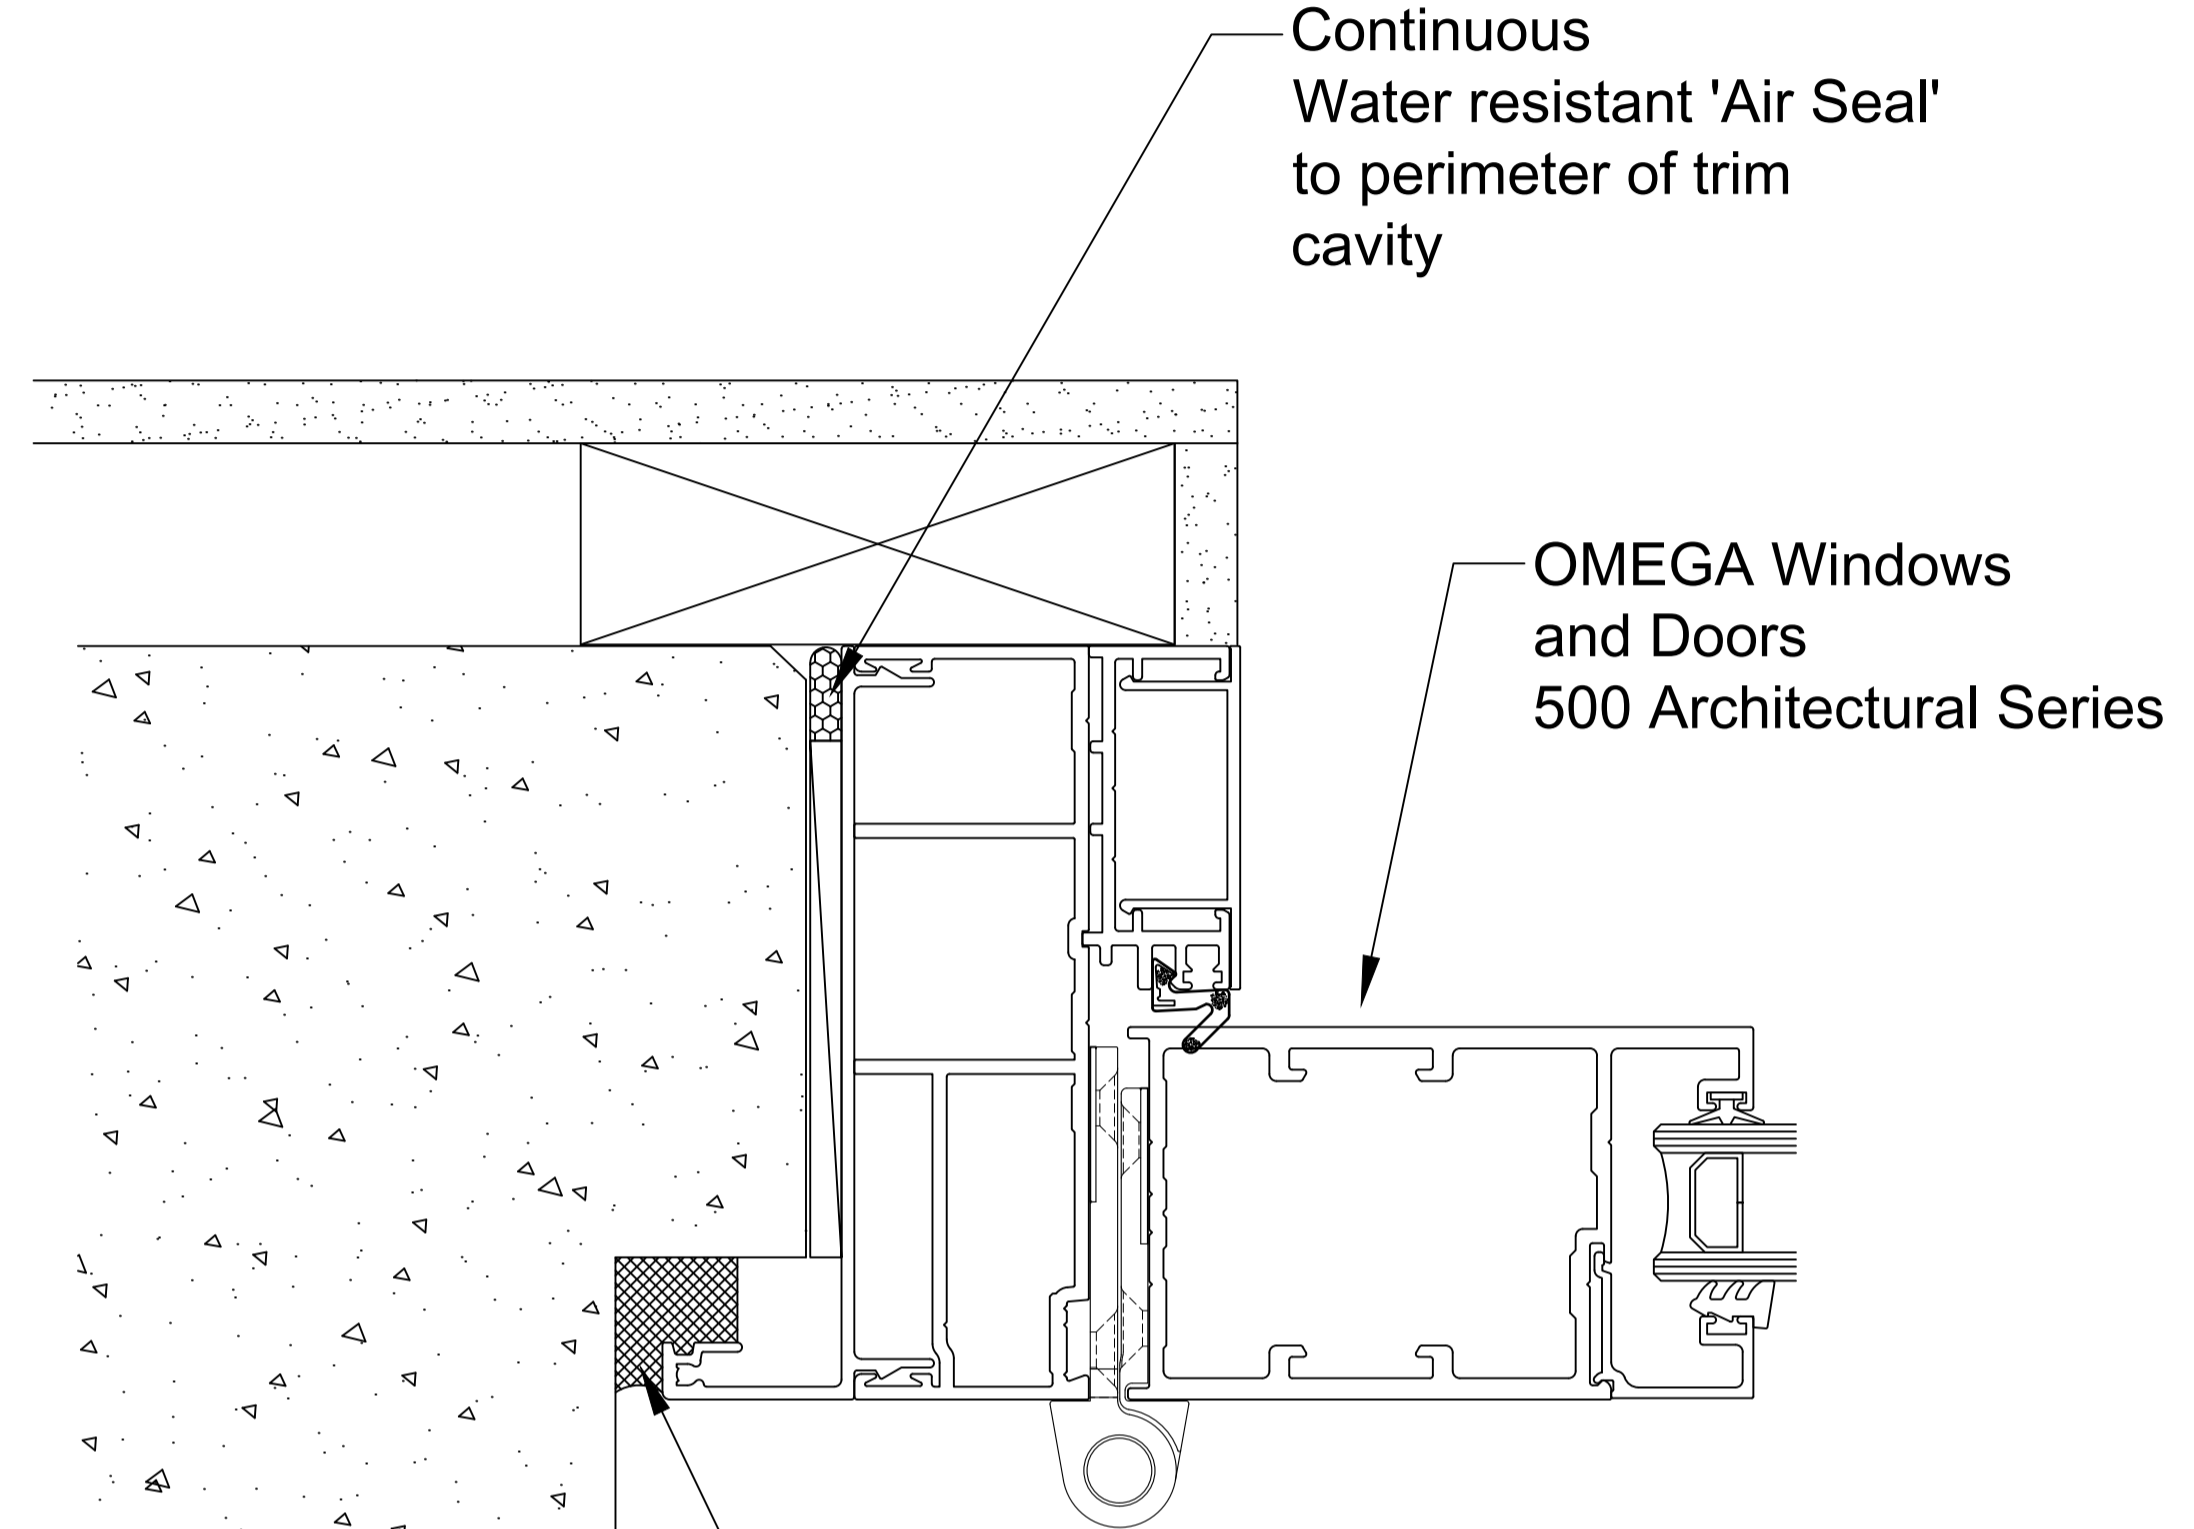 Continuous
Water resistant 'Air Seal'
to perimeter of trim
cavity
OMEGA Windows
and Doors
500 Architectural Series